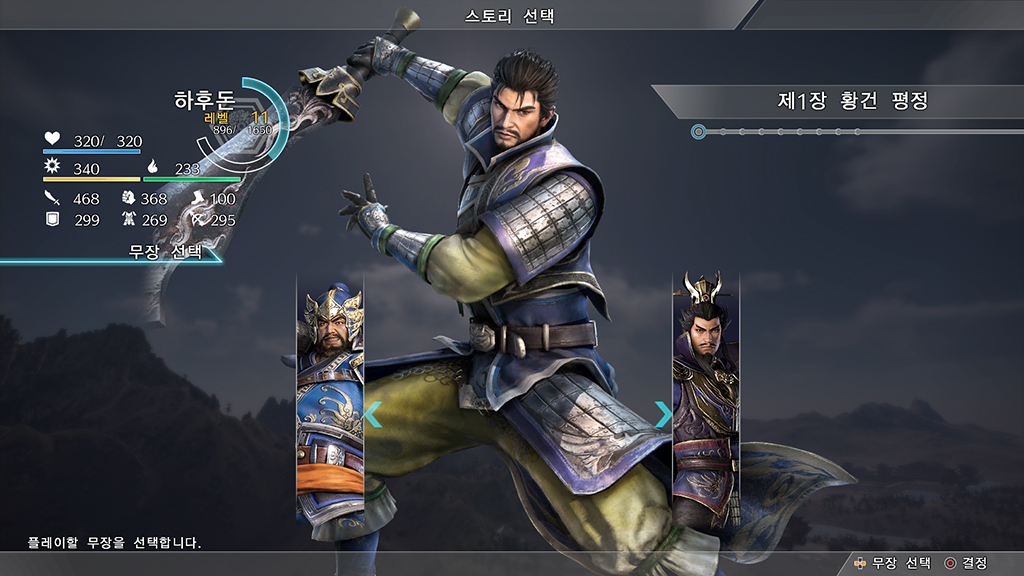 스토리 선택
하후돈
레벨 11
896/ 1650
제1장 황건 평정
320/ 320
340 233
468 368 100
299 269 295
무장 선택
플레이할 무장을 선택합니다.
무장 선택 결정